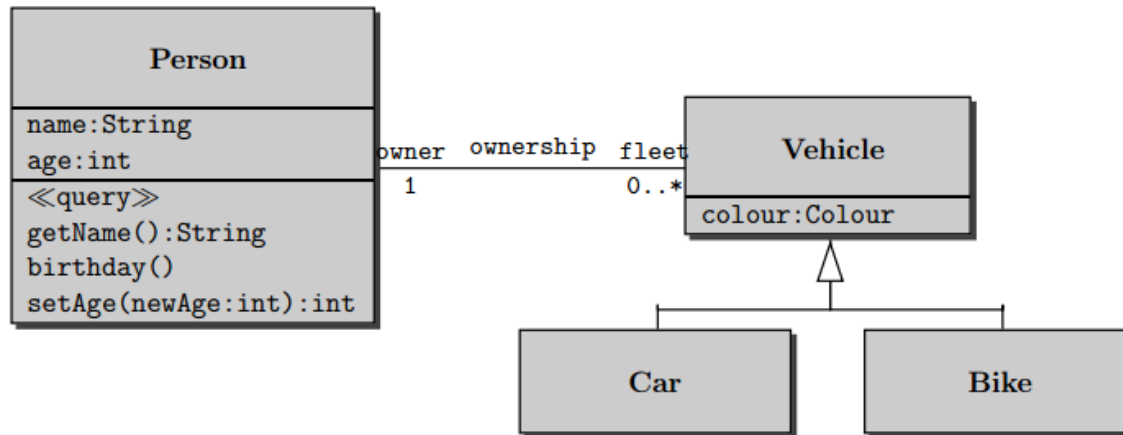 Person
name:String
age:int
≪query≫
getName():String
birthday()
setAge(newAge:int):int
owner ownership fleet
1 0..*
Vehicle
colour:Colour
Car
Bike